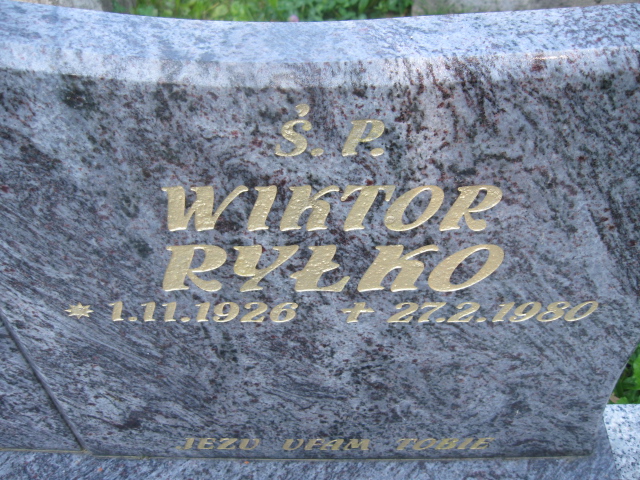 Ś. P.
WIKTOR
RYŁKO
* 1.11.1926 + 27.2.1980
JEZU UFAM TOBIE